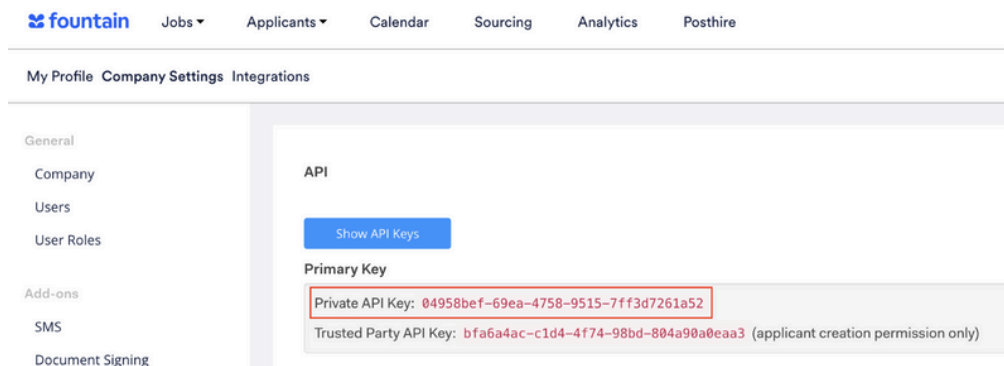 fountain Jobs Applicants Calendar Sourcing Analytics Posthire
My Profile Company Settings Integrations
General
Company
Users
User Roles
Add-ons
SMS
Document Signing
API
Show API Keys
Primary Key
Private API Key: 04958bef-69ea-4758-9515-7ff3d7261a52
Trusted Party API Key: bfa6a4ac-c1d4-4f74-98bd-804a90a0eaa3 (applicant creation permission only)